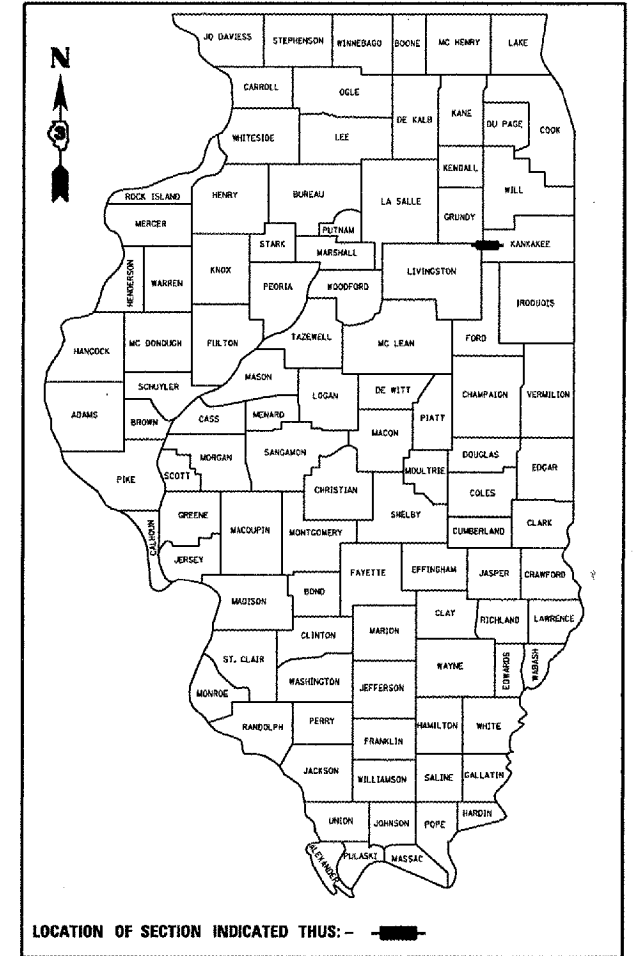 JO DAVIESS STEPHENSON WINNEBAGO BOONE MC HENRY LAKE
N
CARROLL OGLE DE KALB KANE DU PAGE COOK
3
WHITESIDE LEE
KENDALL WILL
ROCK ISLAND HENRY BUREAU LA SALLE
MERCER PUTNAM GRUNDY
STARK MARSHALL KANKAKEE
HENDERSON WARREN KNOX PEORIA WOODFORD LIVINGSTON IROQUOIS
HANCOCK MC DONOUGH FULTON TAZEWELL MC LEAN FORD
MASON
SCHUYLER LOGAN DE WITT CHAMPAIGN VERMILION
ADAMS BROWN CASS MENARD PIATT
MACON
MORGAN SANGAMON DOUGLAS
PIKE SCOTT CHRISTIAN MOULTRIE EDGAR
COLES
GREENE SHELBY
CALHOUN MACOUPIN MONTGOMERY CUMBERLAND CLARK
JERSEY
FAYETTE EFFINGHAM JASPER CRAWFORD
MADISON BOND
CLAY RICHLAND LAWRENCE
CLINTON MARION
ST. CLAIR WAYNE EDWARDS WABASH
WASHINGTON JEFFERSON
MONROE
RANDOLPH PERRY HAMILTON WHITE
FRANKLIN
JACKSON WILLIAMSON SALINE GALLATIN
UNION JOHNSON POPE HARDIN
ALEXANDER PULASKI MASSAC
LOCATION OF SECTION INDICATED THUS: -